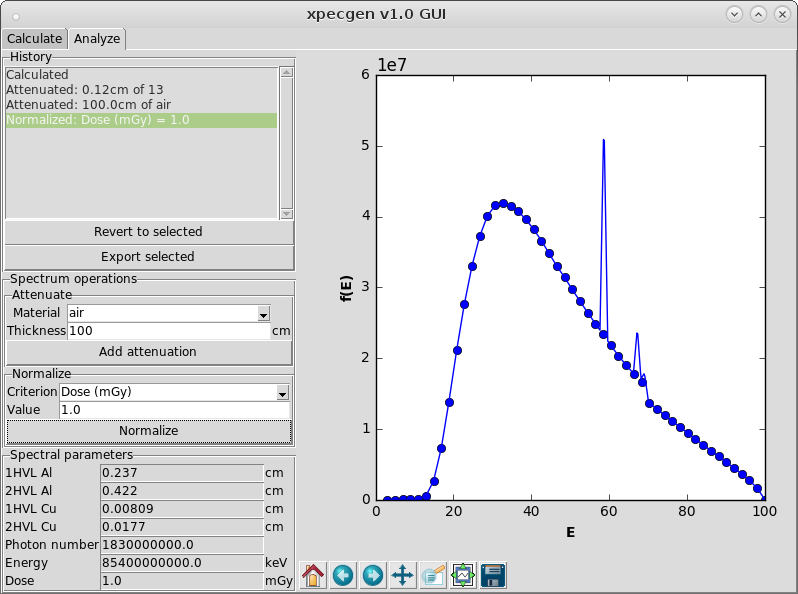 xpecgen v1.0 GUI
Calculate Analyze
History
Calculated
Attenuated: 0.12cm of 13
Attenuated: 100.0cm of air
Normalized: Dose (mGy) = 1.0
Revert to selected
Export selected
Spectrum operations
Attenuate
Material air
Thickness 100 cm
Add attenuation
Normalize
Criterion Dose (mGy)
Value 1.0
Normalize
Spectral parameters
1HVL Al 0.237 cm
2HVL Al 0.422 cm
1HVL Cu 0.00809 cm
2HVL Cu 0.0177 cm
Photon number 1830000000.0
Energy 85400000000.0 keV
Dose 1.0 mGy
1e7
6
5
4
3
2
1
0
f(E)
0 20 40 60 80 100
E